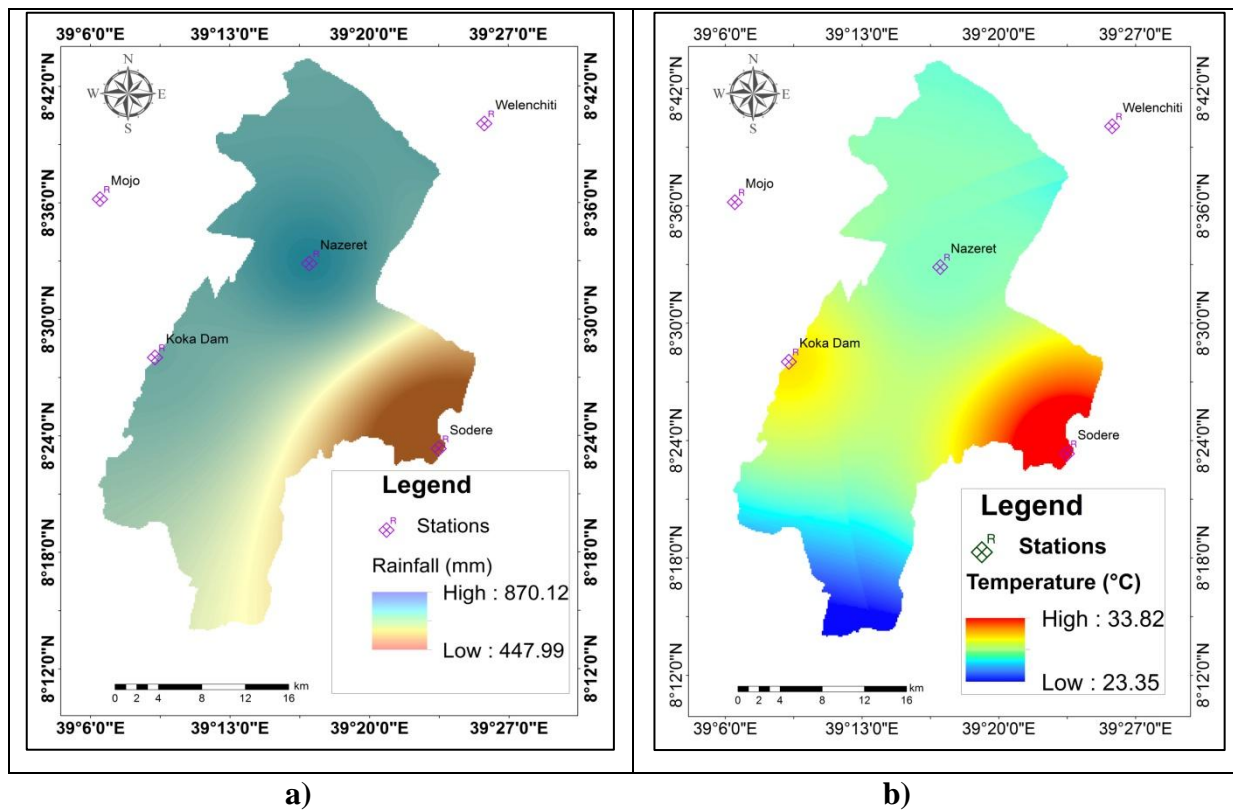 39°6'0"E 39°13'0"E 39°20'0"E 39°27'0"E
N
W E
S
8°42'0"N 8°42'0"N
Welenchiti
R
Mojo
R
8°36'0"N 8°36'0"N
Nazeret
R
8°30'0"N 8°30'0"N
Koka Dam
R
8°24'0"N 8°24'0"N
Sodere
R
Legend
R
Stations
8°18'0"N 8°18'0"N
Rainfall (mm)
High : 870.12
Low : 447.99
8°12'0"N 8°12'0"N
km
0 2 4 8 12 16
39°6'0"E 39°13'0"E 39°20'0"E 39°27'0"E
a)
39°6'0"E 39°13'0"E 39°20'0"E 39°27'0"E
N
W E
S
8°42'0"N 8°42'0"N
Welenchiti
R
Mojo
R
8°36'0"N 8°36'0"N
Nazeret
R
8°30'0"N 8°30'0"N
Koka Dam
R
8°24'0"N 8°24'0"N
Sodere
R
Legend
R
Stations
8°18'0"N 8°18'0"N
Temperature (°C)
High : 33.82
Low : 23.35
8°12'0"N 8°12'0"N
km
0 2 4 8 12 16
39°6'0"E 39°13'0"E 39°20'0"E 39°27'0"E
b)